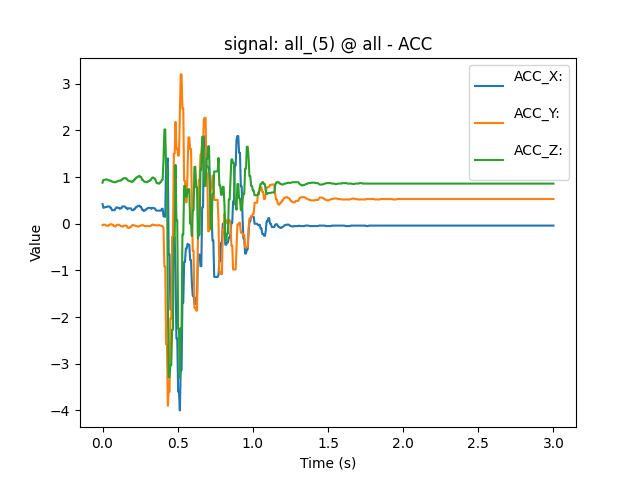 signal: all_(5) @ all - ACC
ACC_X:
ACC_Y:
ACC_Z:
3
2
1
0
−1
−2
−3
−4
Value
0.0 0.5 1.0 1.5 2.0 2.5 3.0
Time (s)